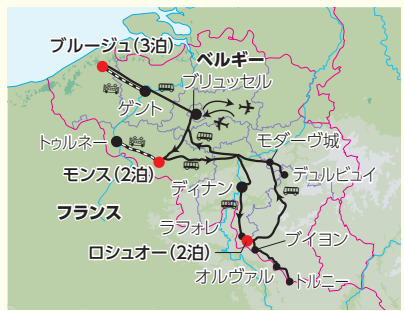 ブルージュ(3泊)
ベルギー
ブリュッセル
ゲント
トゥルネー
モダーヴ城
デュルビュイ
モンス(2泊)
ディナン
フランス
ラフォレ
ロシュオー(2泊)
ブイヨン
オルヴァル
トルニー